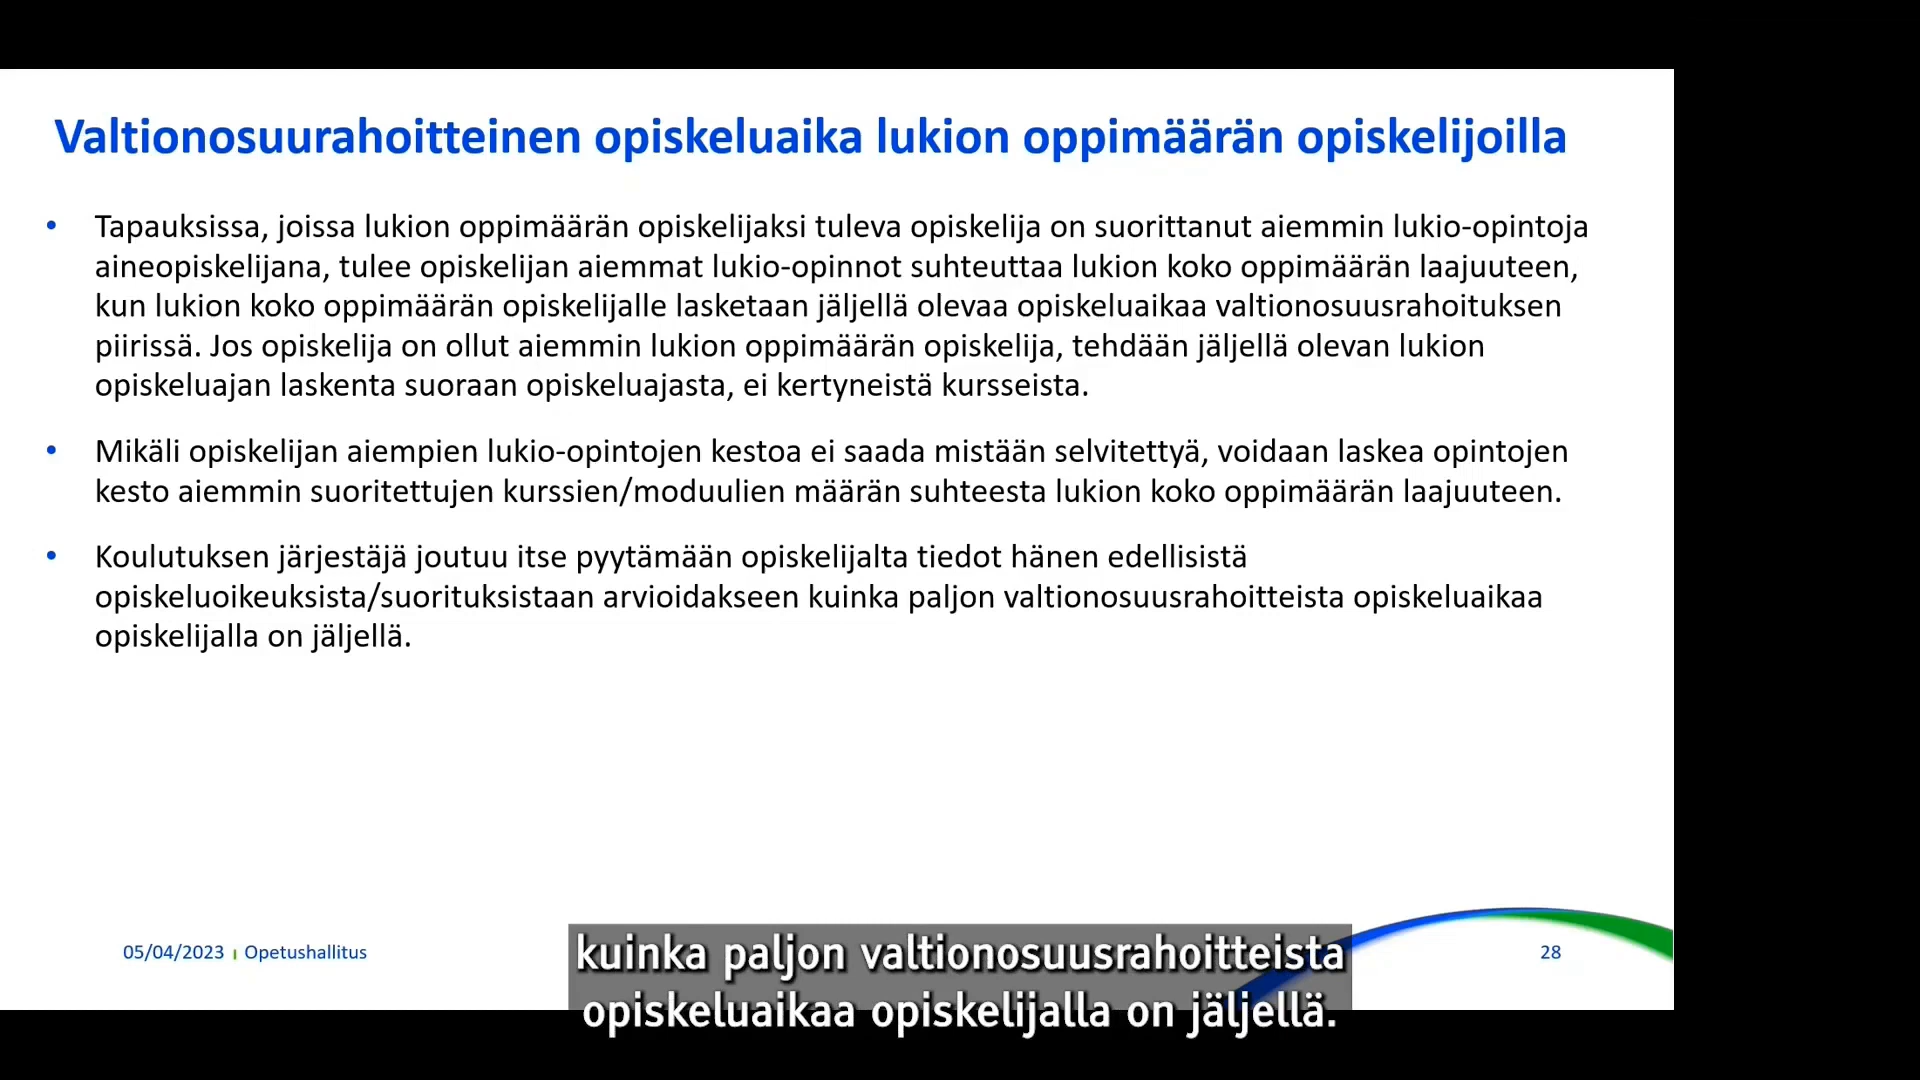 Valtionosuurahoitteinen opiskeluaika lukion oppimäärän opiskelijoilla
• Tapauksissa, joissa lukion oppimäärän opiskelijaksi tuleva opiskelija on suorittanut aiemmin lukio-opintoja
aineopiskelijana, tulee opiskelijan aiemmat lukio-opinnot suhteuttaa lukion koko oppimäärän laajuuteen,
kun lukion koko oppimäärän opiskelijalle lasketaan jäljellä olevaa opiskeluaikaa valtionosuusrahoituksen
piirissä. Jos opiskelija on ollut aiemmin lukion oppimäärän opiskelija, tehdään jäljellä olevan lukion
opiskeluajan laskenta suoraan opiskeluajasta, ei kertyneistä kursseista.
• Mikäli opiskelijan aiempien lukio-opintojen kestoa ei saada mistään selvitettyä, voidaan laskea opintojen
kesto aiemmin suoritettujen kurssien/moduulien määrän suhteesta lukion koko oppimäärän laajuuteen.
• Koulutuksen järjestäjä joutuu itse pyytämään opiskelijalta tiedot hänen edellisistä
opiskeluoikeuksista/suorituksistaan arvioidakseen kuinka paljon valtionosuusrahoitteista opiskeluaikaa
opiskelijalla on jäljellä.
05/04/2023 | Opetushallitus
28
kuinka paljon valtionosuusrahoitteista
opiskeluaikaa opiskelijalla on jäljellä.